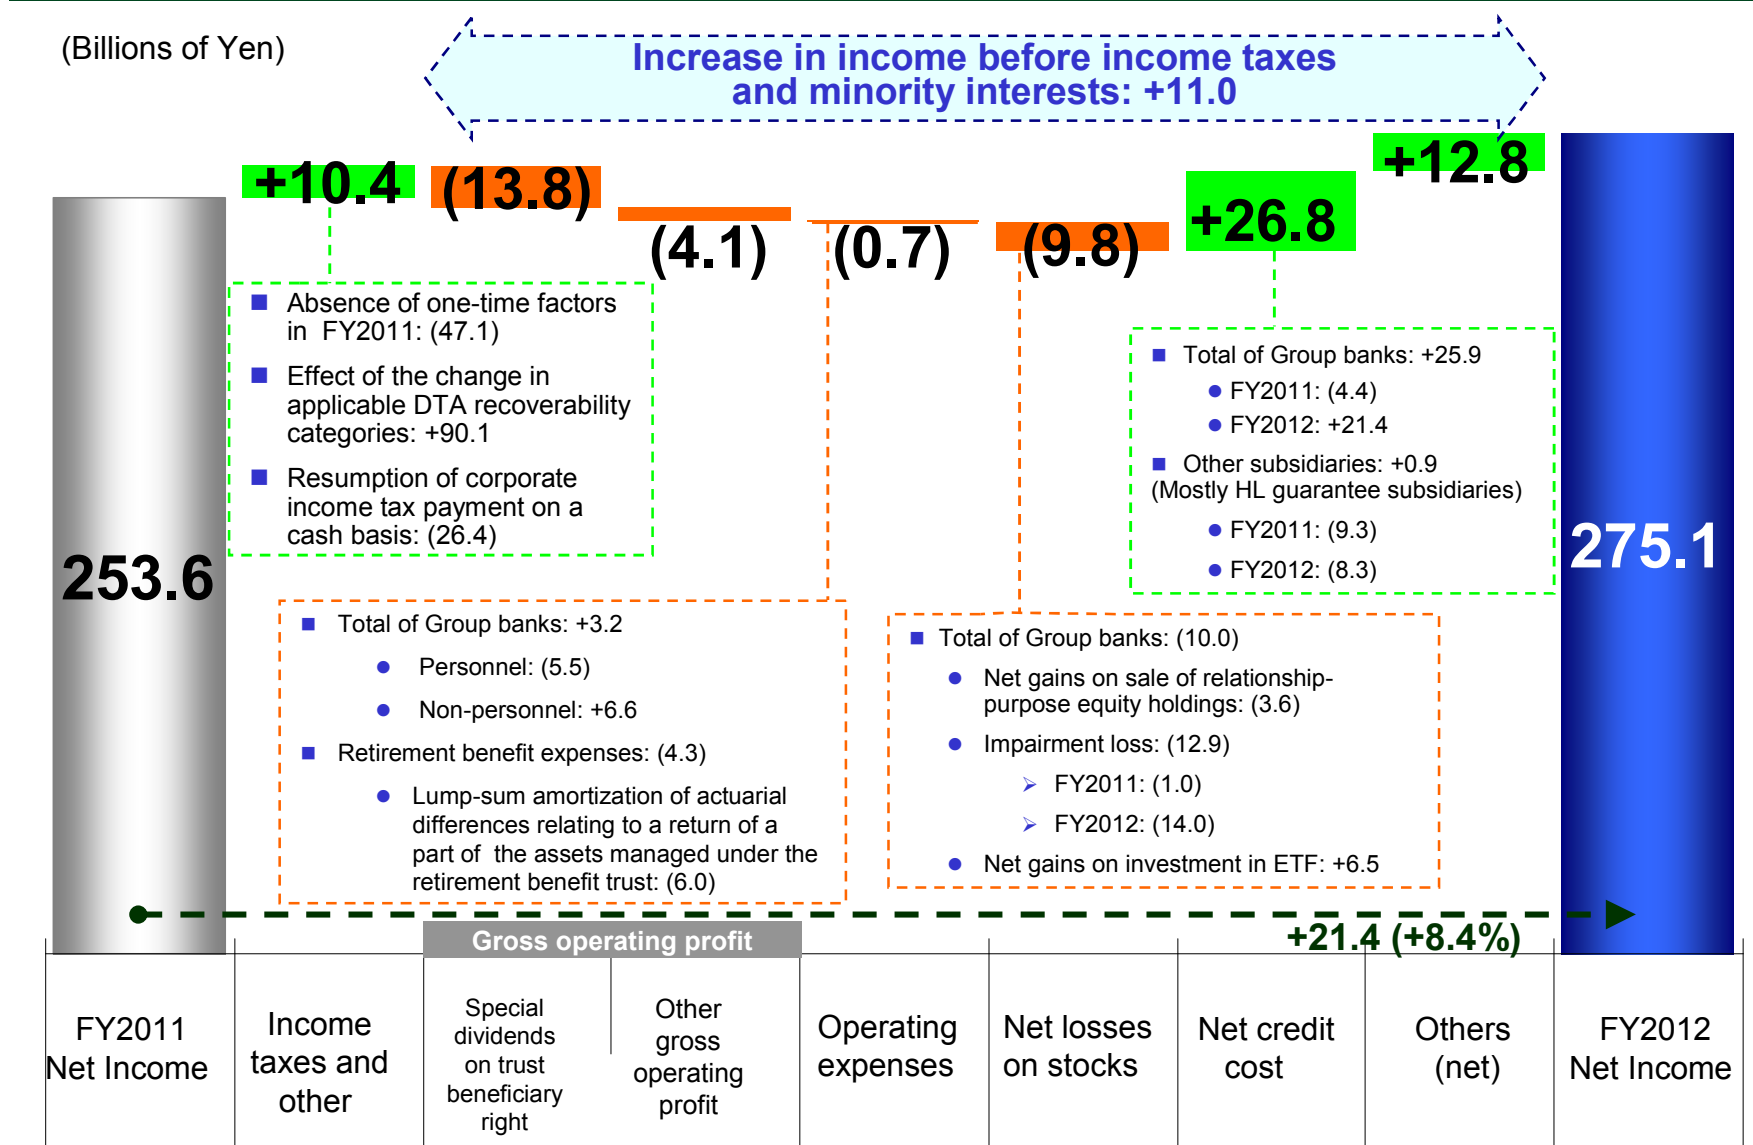 (Billions of Yen)
Increase in income before income taxes
and minority interests: +11.0
+10.4
(13.8)
(4.1)
(0.7)
(9.8)
+26.8
+12.8
253.6
275.1
Absence of one-time factors
in FY2011: (47.1)
Effect of the change in
applicable DTA recoverability
categories: +90.1
Resumption of corporate
income tax payment on a
cash basis: (26.4)
Total of Group banks: +25.9
FY2011: (4.4)
FY2012: +21.4
Other subsidiaries: +0.9
(Mostly HL guarantee subsidiaries)
FY2011: (9.3)
FY2012: (8.3)
Total of Group banks: +3.2
Personnel: (5.5)
Non-personnel: +6.6
Retirement benefit expenses: (4.3)
Lump-sum amortization of actuarial
differences relating to a return of a
part of the assets managed under the
retirement benefit trust: (6.0)
Total of Group banks: (10.0)
Net gains on sale of relationship-
purpose equity holdings: (3.6)
Impairment loss: (12.9)
FY2011: (1.0)
FY2012: (14.0)
Net gains on investment in ETF: +6.5
+21.4 (+8.4%)
Gross operating profit
FY2011
Net Income
Income
taxes and
other
Special
dividends
on trust
beneficiary
right
Other
gross
operating
profit
Operating
expenses
Net losses
on stocks
Net credit
cost
Others
(net)
FY2012
Net Income